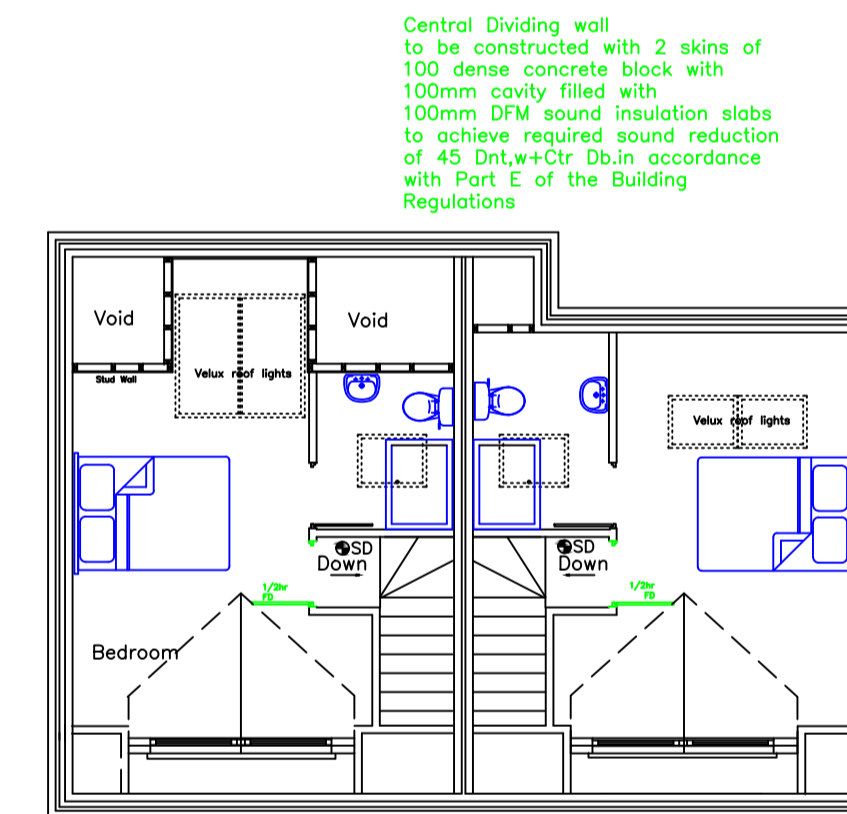 Central Dividing wall
to be constructed with 2 skins of
100 dense concrete block with
100mm cavity filled with
100mm DFM sound insulation slabs
to achieve required sound reduction
of 45 Dnt,w+Ctr Db.in accordance
with Part E of the Building
Regulations
Void
Void
Stud Wall
Velux roof lights
Velux roof lights
SD
Down
SD
Down
1/2hr
FD
1/2hr
FD
Bedroom